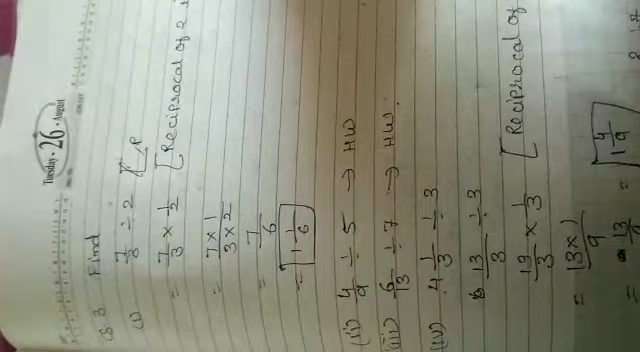 Tuesday • 26 • August
Q.3 Find
(i) 7/3 ÷ 2
= 7/3 × 1/2 [Reciprocal of 2
= 7×1/3×2
= 7/6
= 1 1/6
(ii) 4/9 ÷ 5 → HW
(iii) 6/13 ÷ 7 → HW
(iv) 4 1/3 ÷ 3
13/3 ÷ 3
13/3 × 1/3 [Reciprocal of
= 13×1/9
= 13/9 = 1 4/9